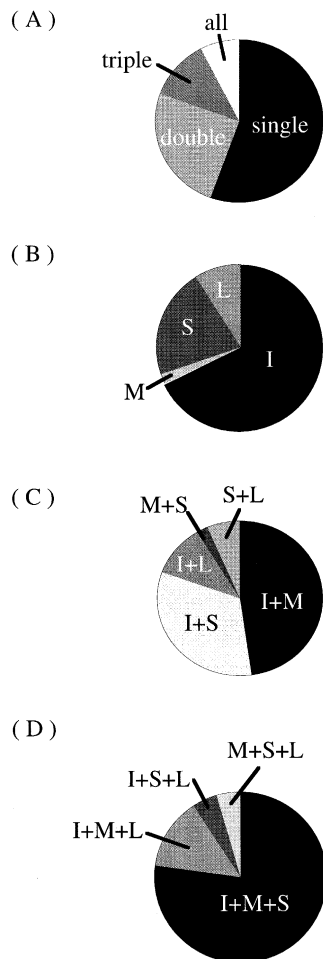 ( A )
all
triple
single
double
( B )
L
S
I
M
( C )
S+L
M+S
I+L
I+M
I+S
( D )
M+S+L
I+S+L
I+M+L
I+M+S